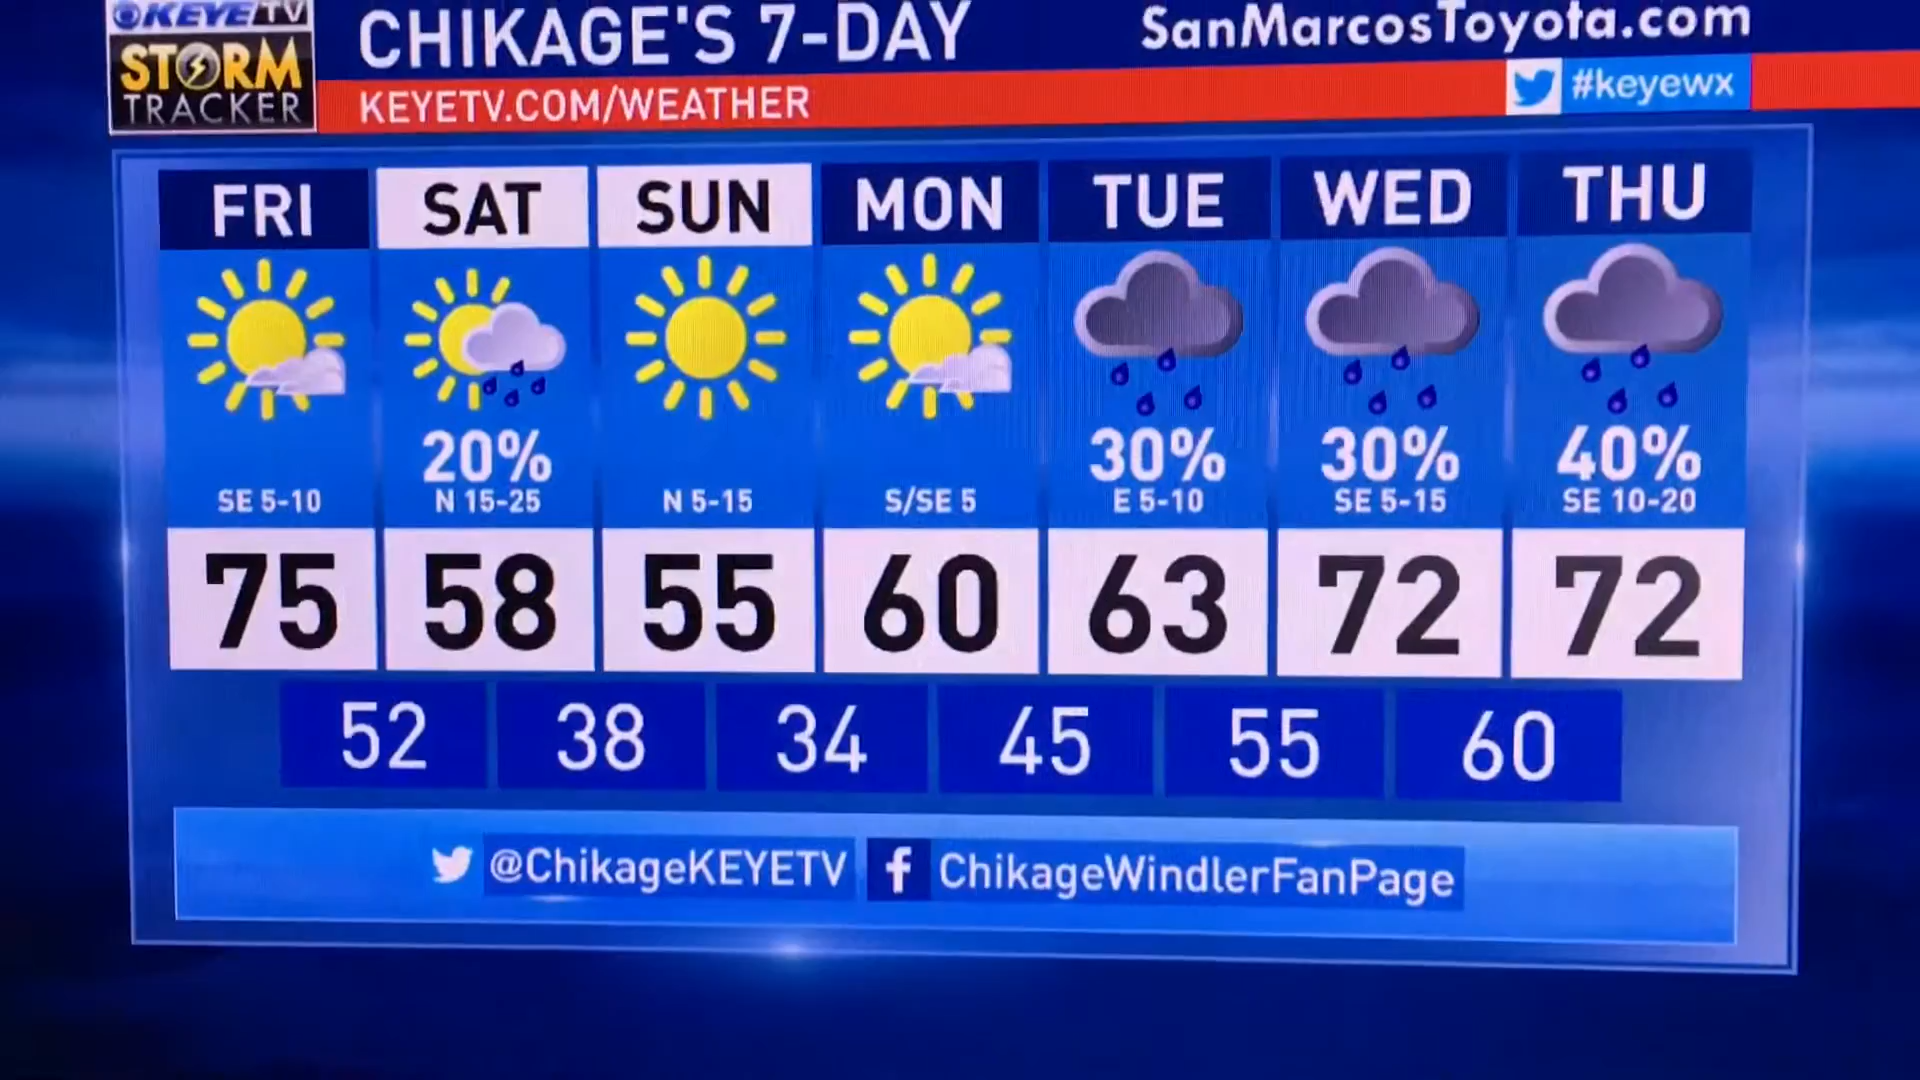 KEYE TV
STORM
TRACKER
CHIKAGE'S 7-DAY
SanMarcosToyota.com
KEYETV.COM/WEATHER
#keyewx
FRI SAT SUN MON TUE WED THU
20% 30% 30% 40%
SE 5-10 N 15-25 N 5-15 S/SE 5 E 5-10 SE 5-15 SE 10-20
75 58 55 60 63 72 72
52 38 34 45 55 60
@ChikageKEYETV f ChikageWindlerFanPage